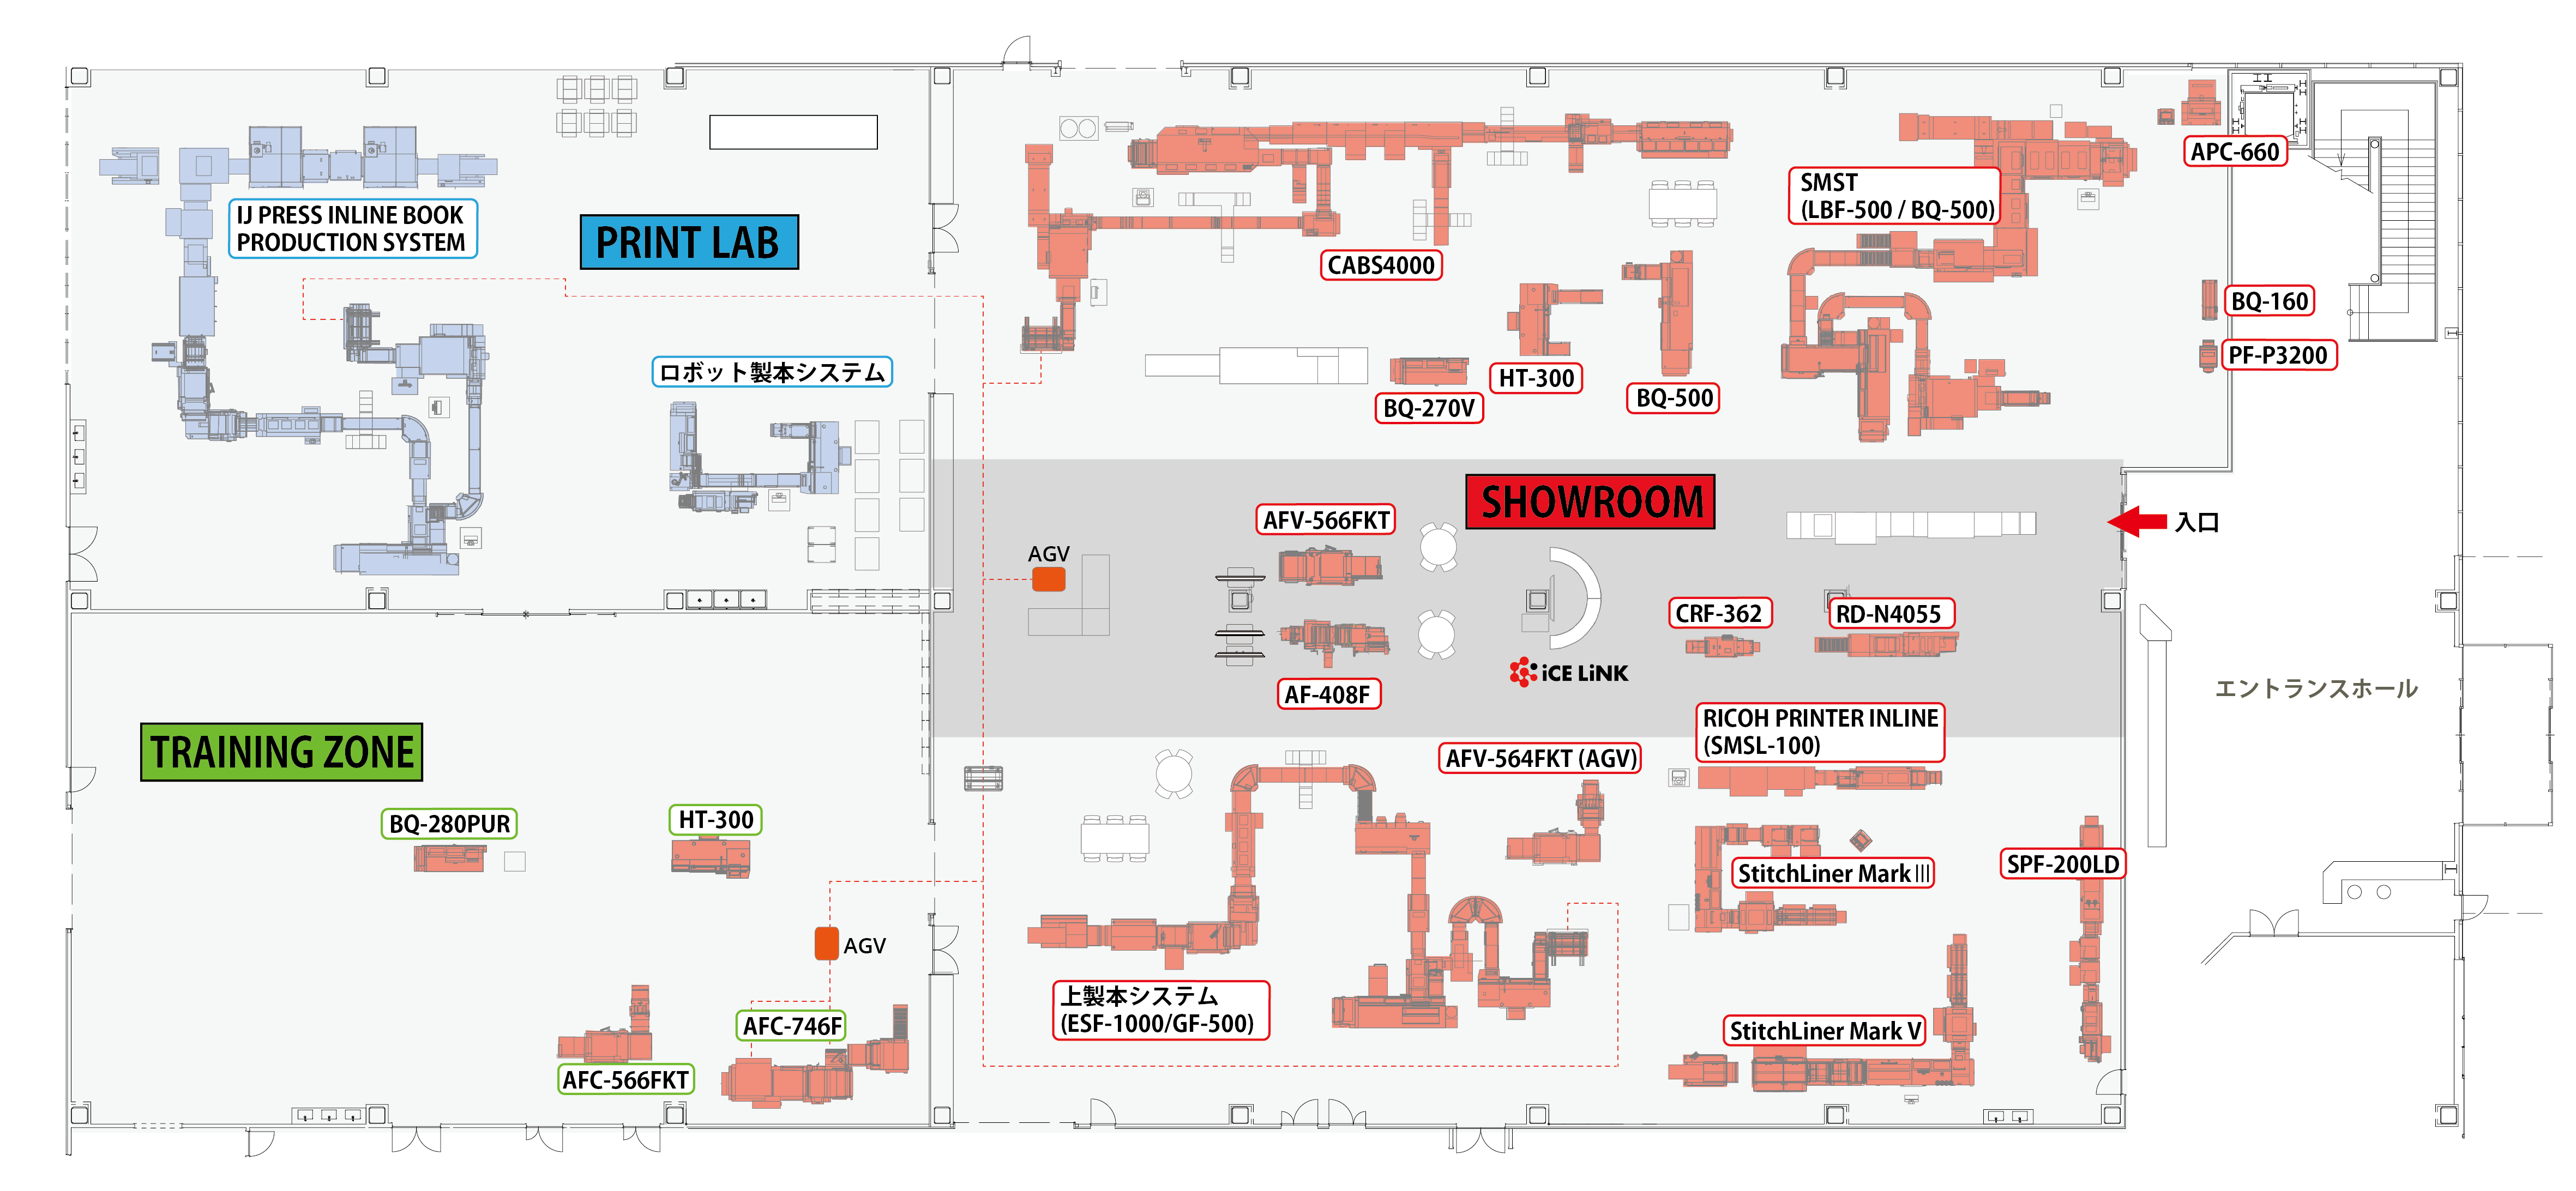 IJ PRESS INLINE BOOK
PRODUCTION SYSTEM
PRINT LAB
ロボット製本システム
CABS4000
SMST
(LBF-500 / BQ-500)
APC-660
BQ-160
PF-P3200
HT-300
BQ-270V
BQ-500
SHOWROOM
入口
AFV-566FKT
AGV
CRF-362
RD-N4055
iCE LiNK
AF-408F
エントランスホール
RICOH PRINTER INLINE
(SMSL-100)
AFV-564FKT (AGV)
TRAINING ZONE
BQ-280PUR
HT-300
StitchLiner MarkⅢ
SPF-200LD
AGV
上製本システム
(ESF-1000/GF-500)
AFC-746F
StitchLiner Mark V
AFC-566FKT